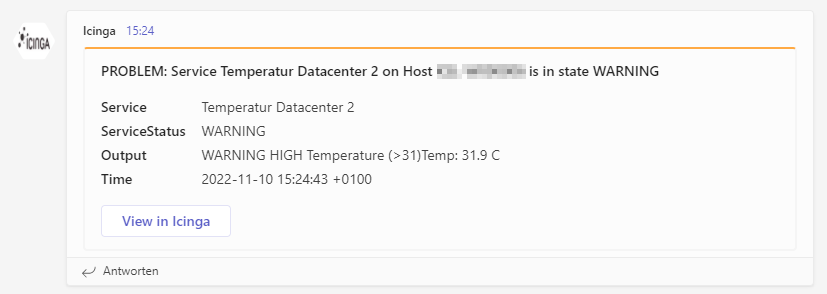 ICINGA
Icinga 15:24
PROBLEM: Service Temperatur Datacenter 2 on Host is in state WARNING
Service Temperatur Datacenter 2
ServiceStatus WARNING
Output WARNING HIGH Temperature (>31)Temp: 31.9 C
Time 2022-11-10 15:24:43 +0100
View in Icinga
Antworten